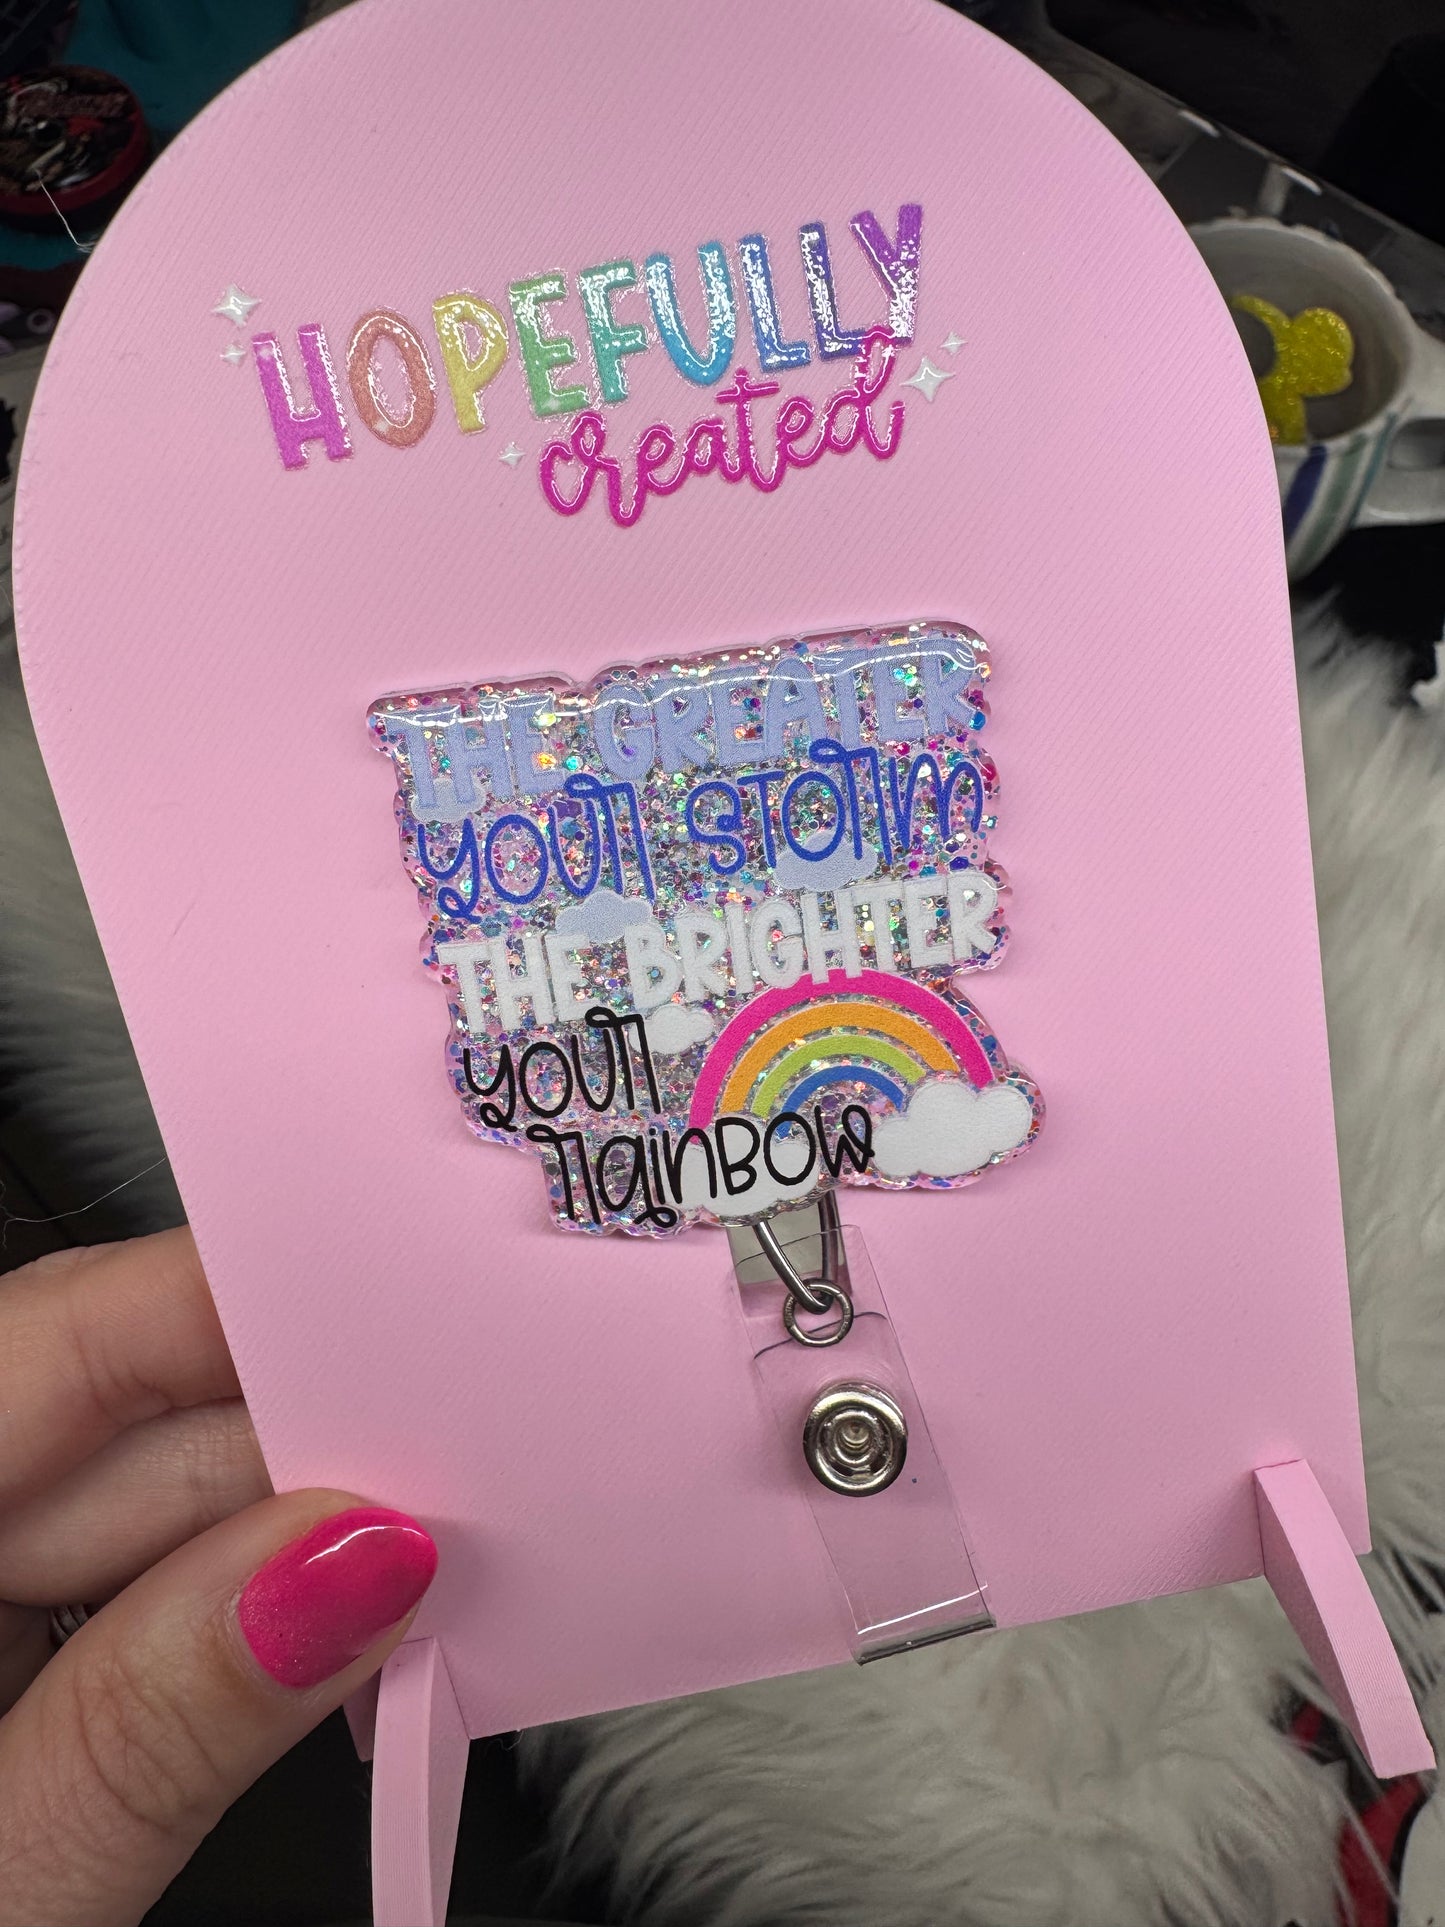 HOPEFULLY
created
THE GREATER
your STORM
THE BRIGHTER
your
rainbow